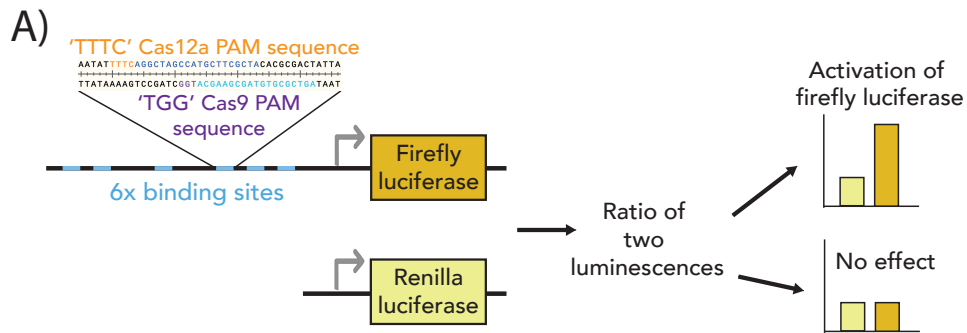 A)
'TTTC' Cas12a PAM sequence
AATATTTTCAGGCTAGCCATGCTTCGCTACACGCGACTATTA
TTATAAAAGTCCGATCGGTACGAAGCGATGTGCGCTGATAAT
'TGG' Cas9 PAM
sequence
6x binding sites
Firefly
luciferase
Renilla
luciferase
Ratio of
two
luminescences
Activation of
firefly luciferase
No effect